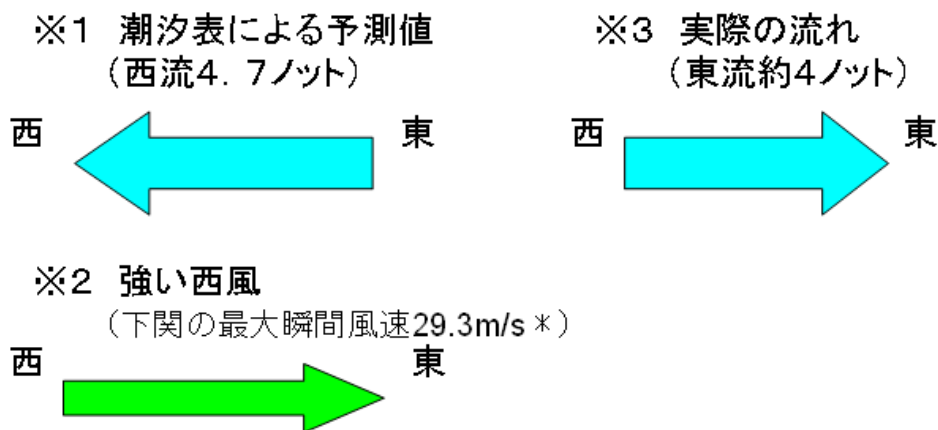 ※1 潮汐表による予測値
(西流4.7ノット)
西 東
※3 実際の流れ
(東流約4ノット)
西 東
※2 強い西風
(下関の最大瞬間風速29.3m/s*)
西 東